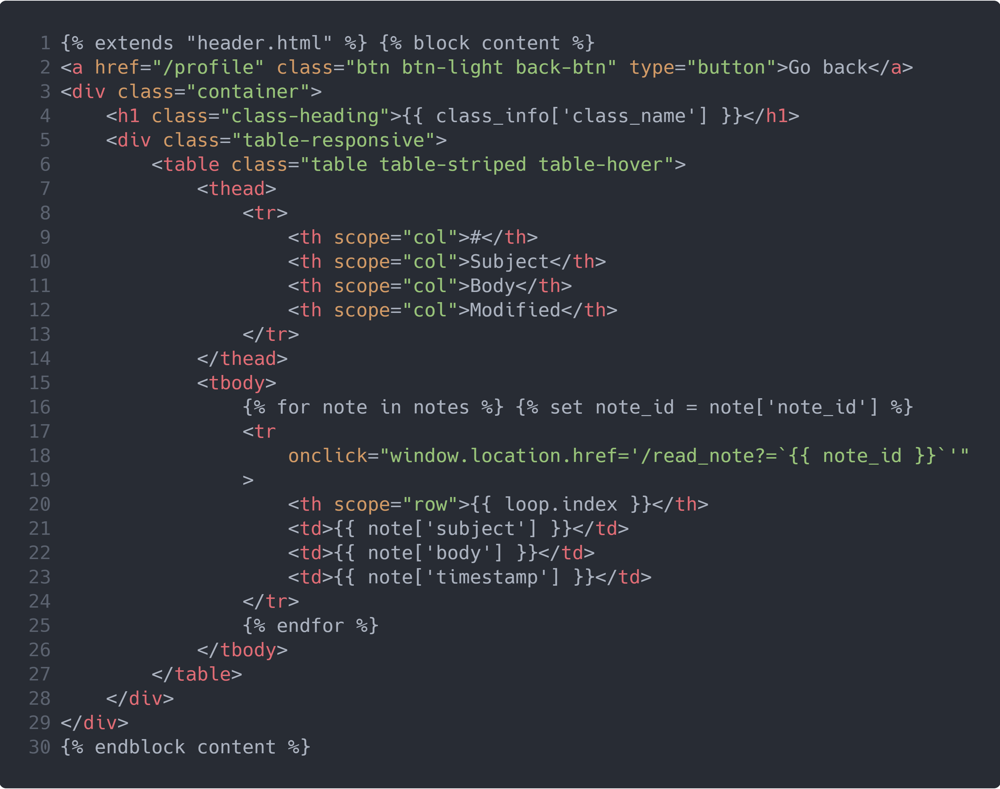 1 {% extends "header.html" %} {% block content %}
2 <a href="/profile" class="btn btn-light back-btn" type="button">Go back</a>
3 <div class="container">
4     <h1 class="class-heading">{{ class_info['class_name'] }}</h1>
5     <div class="table-responsive">
6         <table class="table table-striped table-hover">
7             <thead>
8                 <tr>
9                     <th scope="col">#</th>
10                     <th scope="col">Subject</th>
11                     <th scope="col">Body</th>
12                     <th scope="col">Modified</th>
13                 </tr>
14             </thead>
15             <tbody>
16                 {% for note in notes %} {% set note_id = note['note_id'] %}
17                 <tr
18                     onclick="window.location.href='/read_note?=`{{ note_id }}`'"
19                 >
20                     <th scope="row">{{ loop.index }}</th>
21                     <td>{{ note['subject'] }}</td>
22                     <td>{{ note['body'] }}</td>
23                     <td>{{ note['timestamp'] }}</td>
24                 </tr>
25                 {% endfor %}
26             </tbody>
27         </table>
28     </div>
29 </div>
30 {% endblock content %}